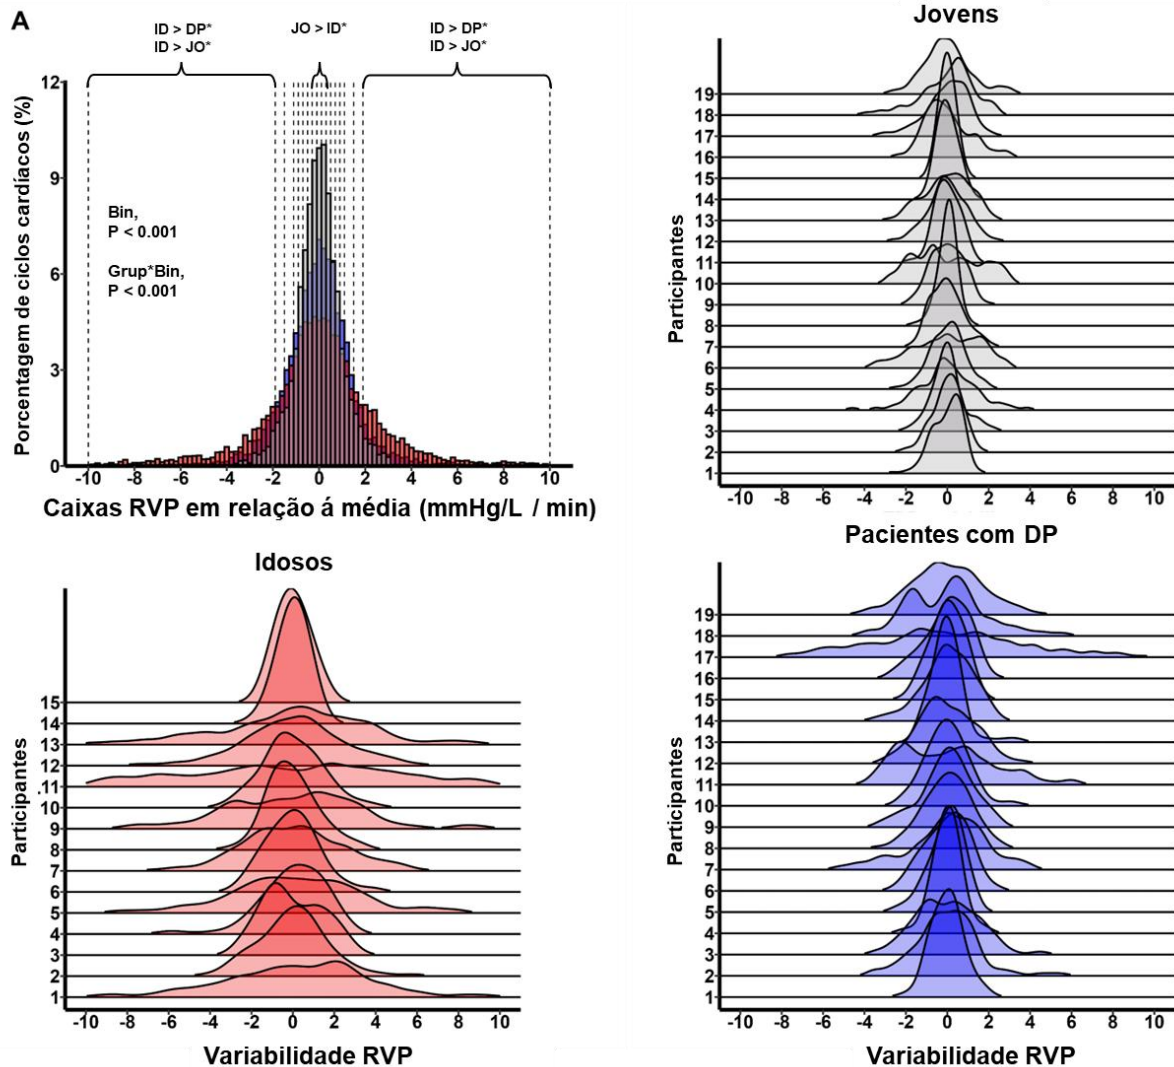 A
ID > DP*
ID > JO*
JO > ID*
ID > DP*
ID > JO*
12
9
6
3
0
Porcentagem de ciclos cardíacos (%)
Bin,
P < 0.001
Grup*Bin,
P < 0.001
-10 -8 -6 -4 -2 0 2 4 6 8 10
Caixas RVP em relação á média (mmHg/L / min)
Jovens
Participantes
19
18
17
16
15
14
13
12
11
10
9
8
7
6
5
4
3
2
1
-10 -8 -6 -4 -2 0 2 4 6 8 10
Idosos
Participantes
15
14
13
12
11
10
9
8
7
6
5
4
3
2
1
-10 -8 -6 -4 -2 0 2 4 6 8 10
Variabilidade RVP
Pacientes com DP
Participantes
19
18
17
16
15
14
13
12
11
10
9
8
7
6
5
4
3
2
1
-10 -8 -6 -4 -2 0 2 4 6 8 10
Variabilidade RVP